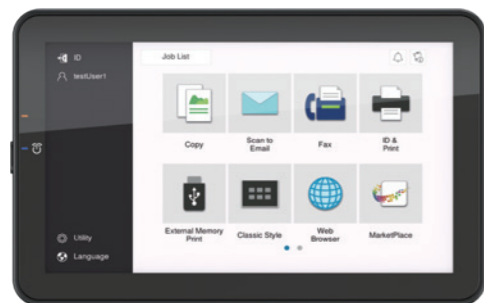 ID
testUser1
Job List
Copy
Scan to
Email
Fax
ID &
Print
External Memory
Print
Classic Style
Web
Browser
MarketPlace
Utility
Language